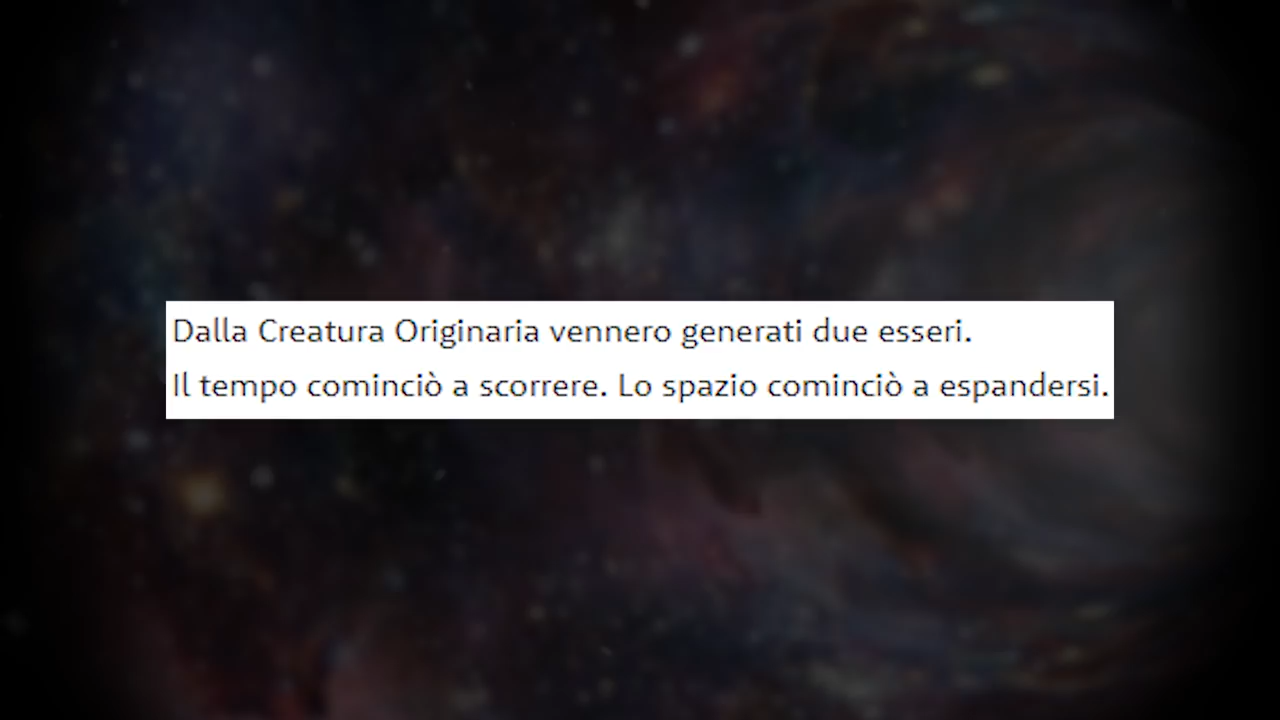 Dalla Creatura Originaria vennero generati due esseri.
Il tempo cominciò a scorrere. Lo spazio cominciò a espandersi.